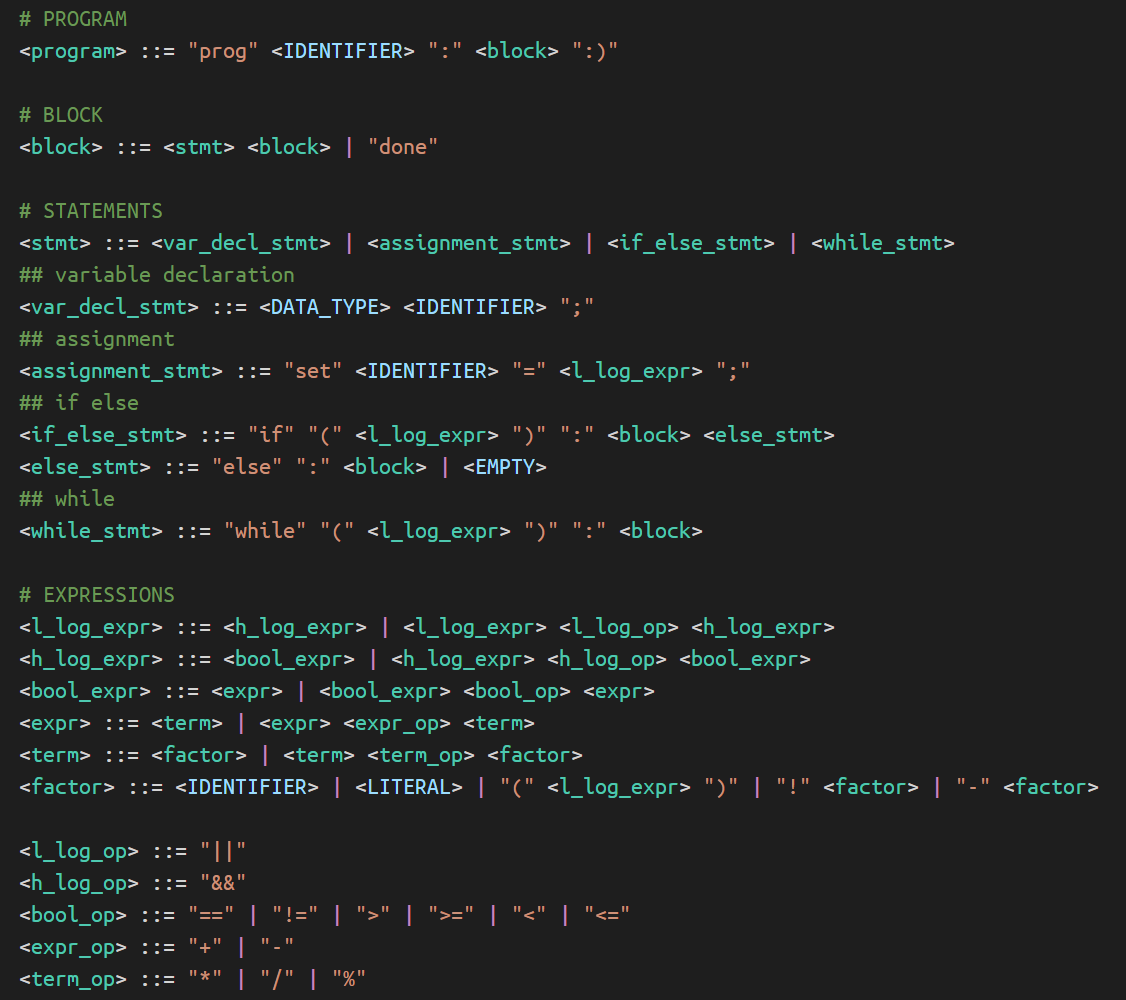 # PROGRAM
<program> ::= "prog" <IDENTIFIER> ":" <block> ":)"
# BLOCK
<block> ::= <stmt> <block> | "done"
# STATEMENTS
<stmt> ::= <var_decl_stmt> | <assignment_stmt> | <if_else_stmt> | <while_stmt>
## variable declaration
<var_decl_stmt> ::= <DATA_TYPE> <IDENTIFIER> ";"
## assignment
<assignment_stmt> ::= "set" <IDENTIFIER> "=" <l_log_expr> ";"
## if else
<if_else_stmt> ::= "if" "(" <l_log_expr> ")" ":" <block> <else_stmt>
<else_stmt> ::= "else" ":" <block> | <EMPTY>
## while
<while_stmt> ::= "while" "(" <l_log_expr> ")" ":" <block>
# EXPRESSIONS
<l_log_expr> ::= <h_log_expr> | <l_log_expr> <l_log_op> <h_log_expr>
<h_log_expr> ::= <bool_expr> | <h_log_expr> <h_log_op> <bool_expr>
<bool_expr> ::= <expr> | <bool_expr> <bool_op> <expr>
<expr> ::= <term> | <expr> <expr_op> <term>
<term> ::= <factor> | <term> <term_op> <factor>
<factor> ::= <IDENTIFIER> | <LITERAL> | "(" <l_log_expr> ")" | "!" <factor> | "-" <factor>
<l_log_op> ::= "||"
<h_log_op> ::= "&&"
<bool_op> ::= "==" | "!=" | ">" | ">=" | "<" | "<="
<expr_op> ::= "+" | "-"
<term_op> ::= "*" | "/" | "%"